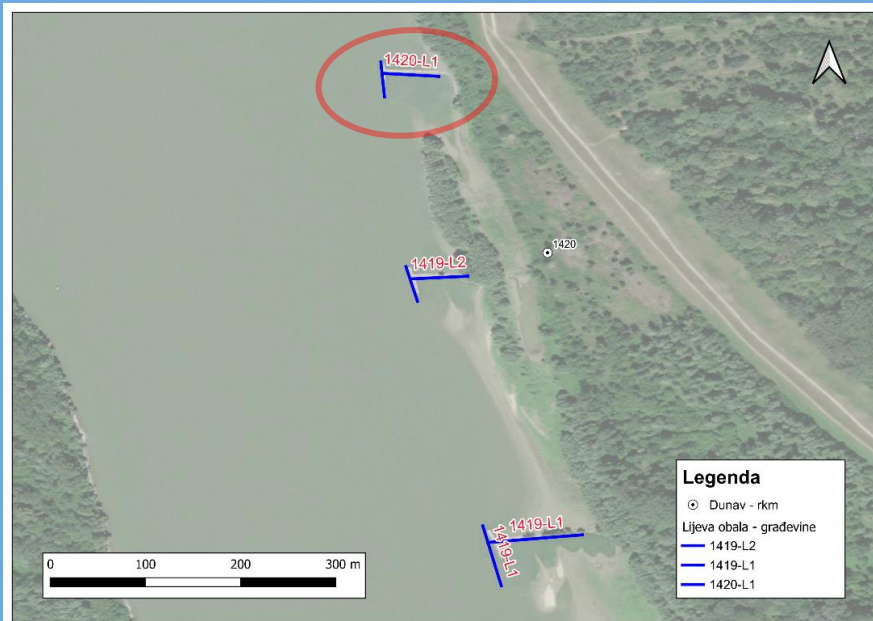 1420-L1
1420
1419-L2
1419-L1
1419-L1
0 100 200 300 m
Legenda
Dunav - rkm
Lijeva obala - građevine
1419-L2
1419-L1
1420-L1